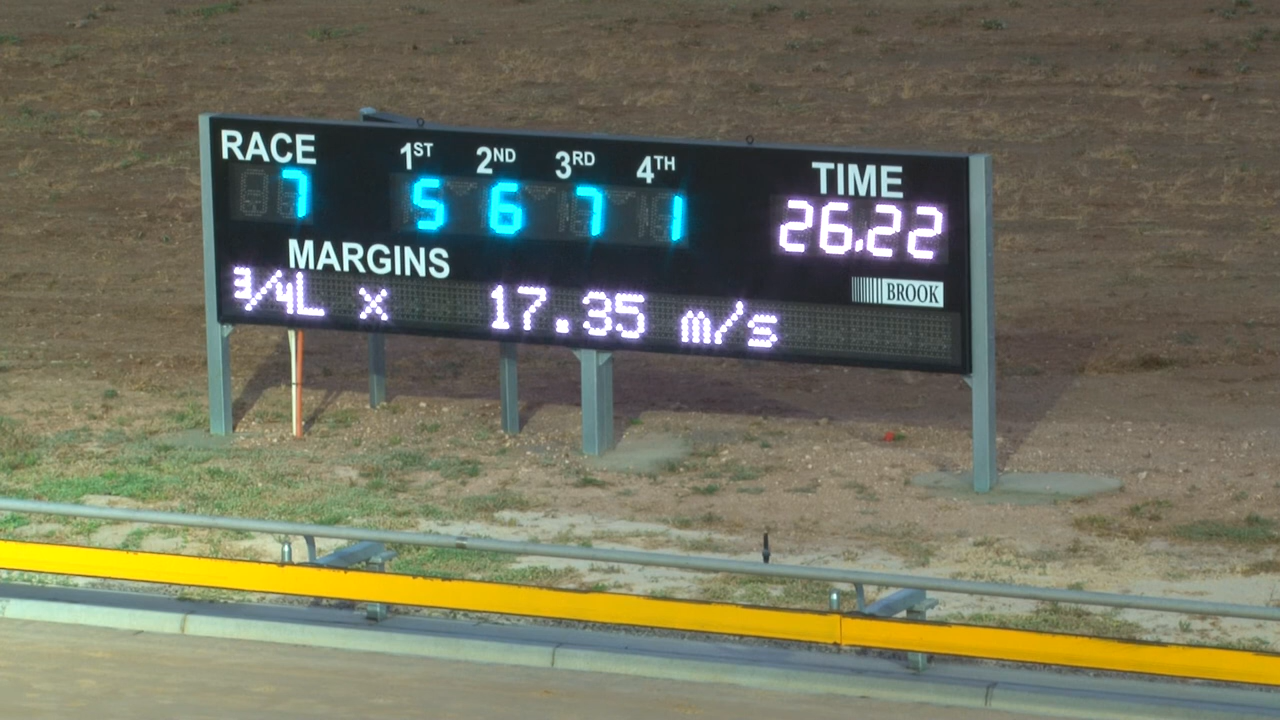 RACE 1ST 2ND 3RD 4TH TIME
7 5 6 7 1 26.22
MARGINS
BROOK
¾L x 17.35 m/s